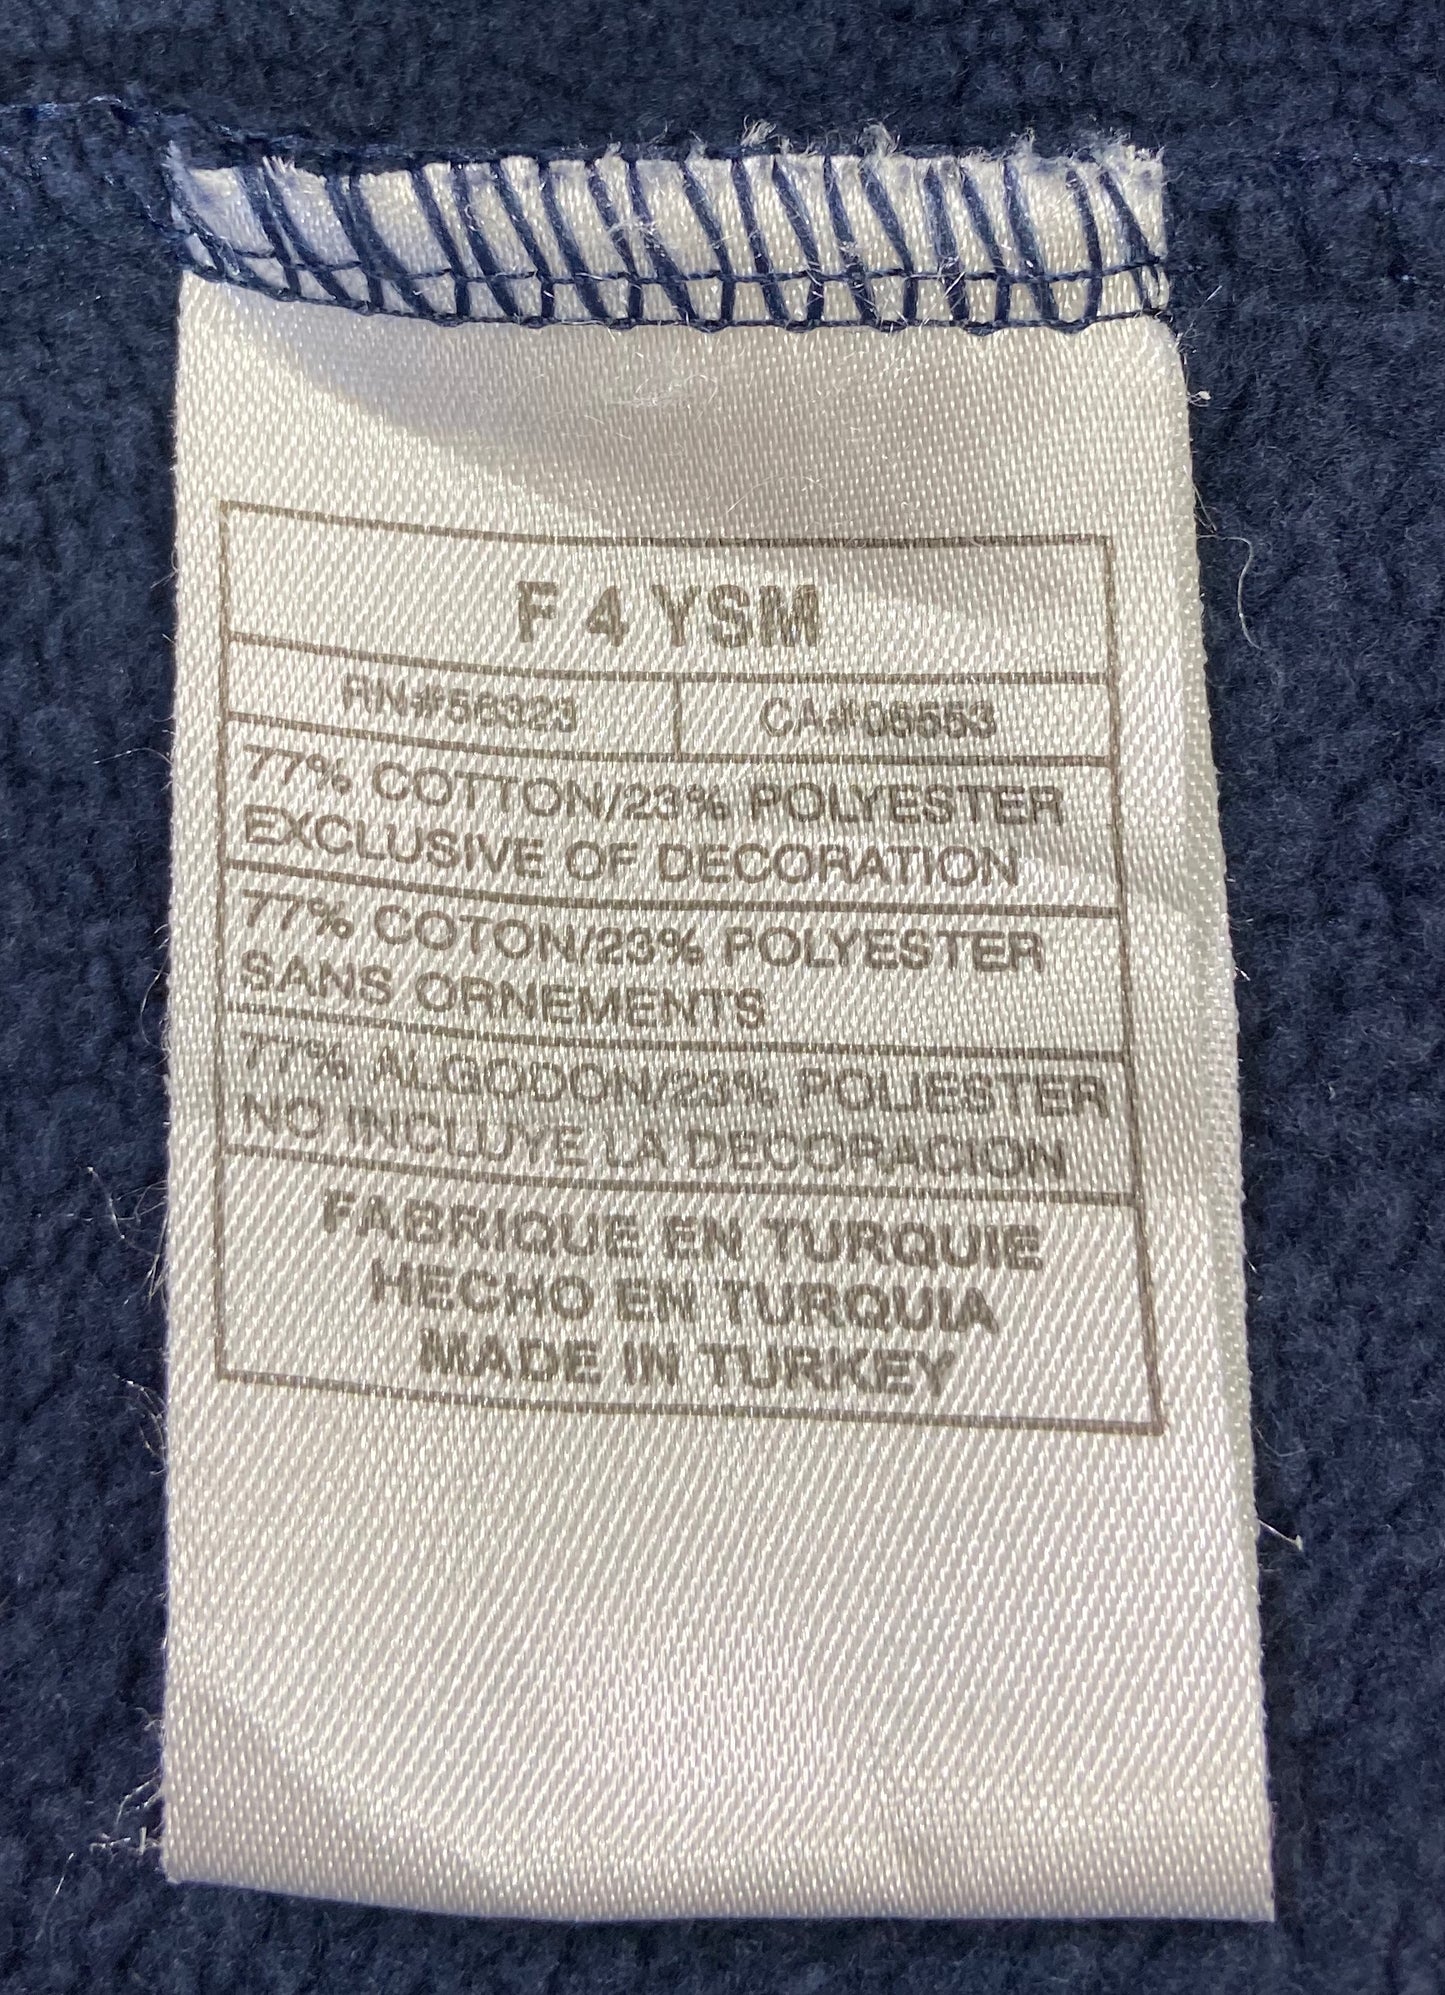 F 4 YSM
RN#56323 CA#06553
77% COTTON/23% POLYESTER
EXCLUSIVE OF DECORATION
77% COTON/23% POLYESTER
SANS ORNEMENTS
77% ALGODON/23% POLIESTER
NO INCLUYE LA DECORACION
FABRIQUE EN TURQUIE
HECHO EN TURQUIA
MADE IN TURKEY